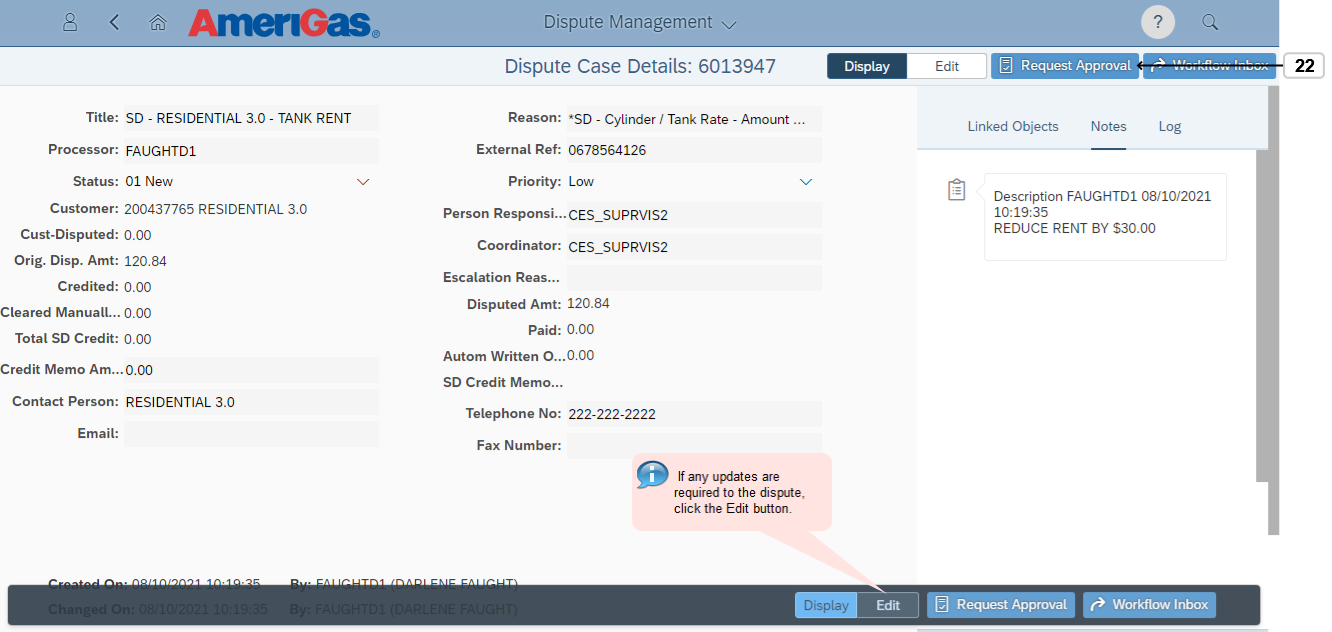 AmeriGas®
Dispute Management
?
Dispute Case Details: 6013947
Display
Edit
Request Approval
Workflow Inbox
22
Title: SD - RESIDENTIAL 3.0 - TANK RENT
Processor: FAUGHTD1
Status: 01 New
Customer: 200437765 RESIDENTIAL 3.0
Cust-Disputed: 0.00
Orig. Disp. Amt: 120.84
Credited: 0.00
Cleared Manuall... 0.00
Total SD Credit: 0.00
Credit Memo Am... 0.00
Contact Person: RESIDENTIAL 3.0
Email:
Reason: *SD - Cylinder / Tank Rate - Amount ...
External Ref: 0678564126
Priority: Low
Person Responsi... CES_SUPRVIS2
Coordinator: CES_SUPRVIS2
Escalation Reas...
Disputed Amt: 120.84
Paid: 0.00
Autom Written O... 0.00
SD Credit Memo...
Telephone No: 222-222-2222
Fax Number:
Linked Objects
Notes
Log
Description FAUGHTD1 08/10/2021
10:19:35
REDUCE RENT BY $30.00
i
If any updates are
required to the dispute,
click the Edit button.
Created On: 08/10/2021 10:19:35 By: FAUGHTD1 (DARLENE FAUGHT)
Changed On: 08/10/2021 10:19:35 By: FAUGHTD1 (DARLENE FAUGHT)
Display
Edit
Request Approval
Workflow Inbox